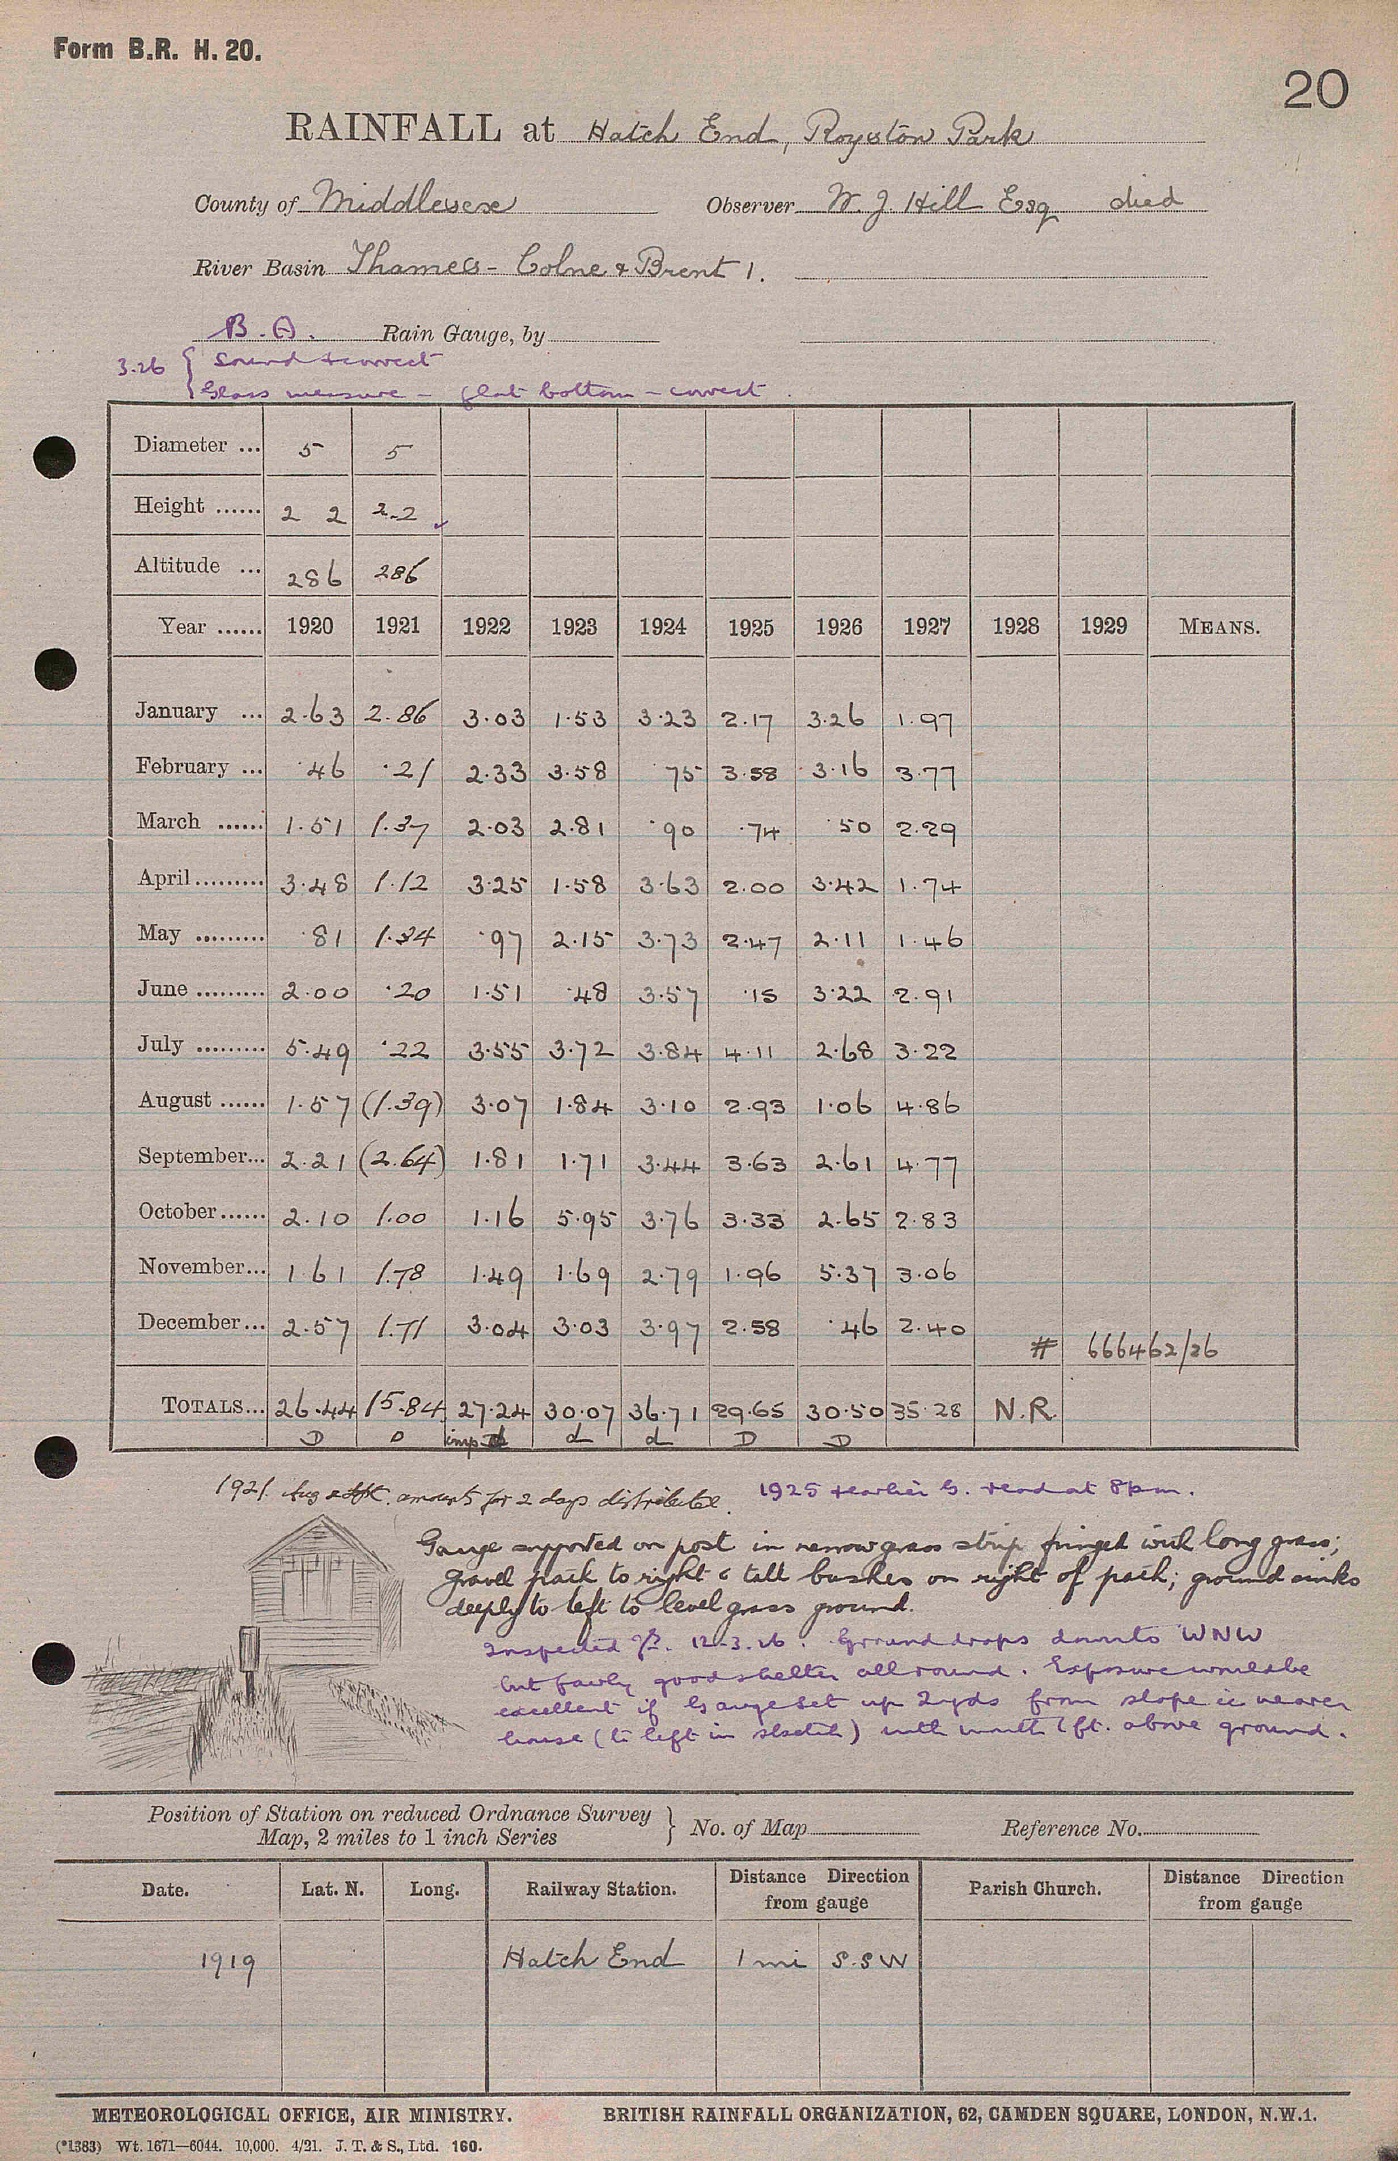 Form B.R. H. 20.
20
RAINFALL at Hatch End, Royston Park
County of Middlesex Observer W. J. Hill Esq died
River Basin Thames - Colne & Brent 1.
B.A. Rain Gauge, by
3.26 { Sound & correct
Glass measure - flat bottom - correct.
Diameter ... 5 5
Height ...... 2 2 2-2
Altitude ... 286 286
Year ...... 1920 1921 1922 1923 1924 1925 1926 1927 1928 1929 MEANS.
January ... 2.63 2.86 3.03 1.53 3.23 2.17 3.26 1.97
February ... .46 .21 2.33 3.58 .75 3.58 3.16 3.77
March ...... 1.51 1.37 2.03 2.81 .90 .74 .50 2.29
April......... 3.48 1.12 3.25 1.58 3.63 2.00 3.42 1.74
May ......... .81 1.34 .97 2.15 3.73 2.47 2.11 1.46
June ......... 2.00 .20 1.51 .48 3.57 .15 3.22 2.91
July ......... 5.49 .22 3.55 3.72 3.84 4.11 2.68 3.22
August ...... 1.57 (1.39) 3.07 1.84 3.10 2.93 1.06 4.86
September... 2.21 (2.64) 1.81 1.71 3.44 3.63 2.61 4.77
October...... 2.10 1.00 1.16 5.95 3.76 3.33 2.65 2.83
November... 1.61 1.78 1.49 1.69 2.79 1.96 5.37 3.06
December... 2.57 1.71 3.04 3.03 3.97 2.58 .46 2.40
# 666462/26
TOTALS... 26.44 15.84 27.24 30.07 36.71 29.65 30.50 35.28 N.R.
D D imp d d d D D
1921. Aug & Sept. amounts for 2 days distributed. 1925 & earlier G. read at 8pm.
Gauge supported on post in narrow grass strip fringed with long grass;
gravel path to right & tall bushes on right of path; ground sinks
deeply to left to level grass ground.
Inspected 12-3.26. Ground drops down to WNW
but fairly good shelter all round. Exposure would be
excellent if Gauge set up 2yds from slope ie nearer
house (to left in sketch) with mouth 1ft. above ground.
Position of Station on reduced Ordnance Survey
Map, 2 miles to 1 inch Series } No. of Map Reference No.
Date. Lat. N. Long. Railway Station. Distance Direction from gauge Parish Church. Distance Direction from gauge
1919 Hatch End 1 mi S.SW
METEOROLOGICAL OFFICE, AIR MINISTRY. BRITISH RAINFALL ORGANIZATION, 62, CAMDEN SQUARE, LONDON, N.W.1.
(*1383) Wt. 1671—6044. 10,000. 4/21. J. T. & S., Ltd. 160.